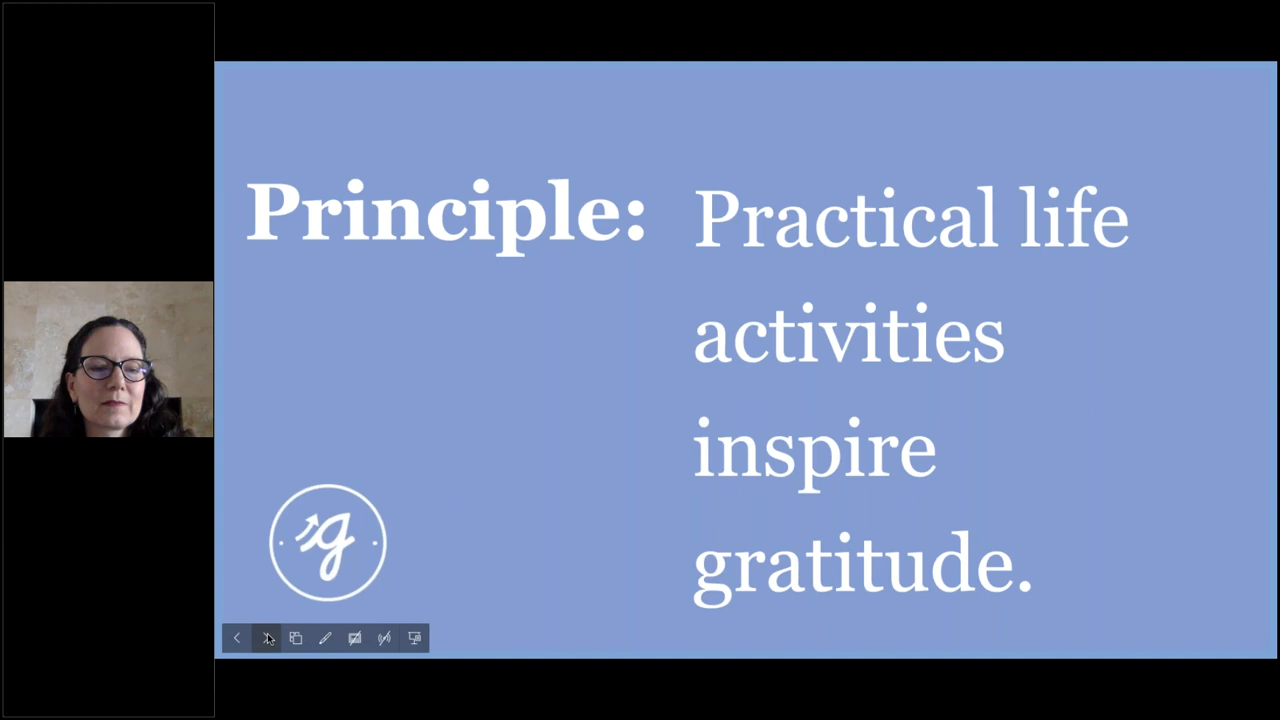 Principle: Practical life
activities
inspire
gratitude.
g